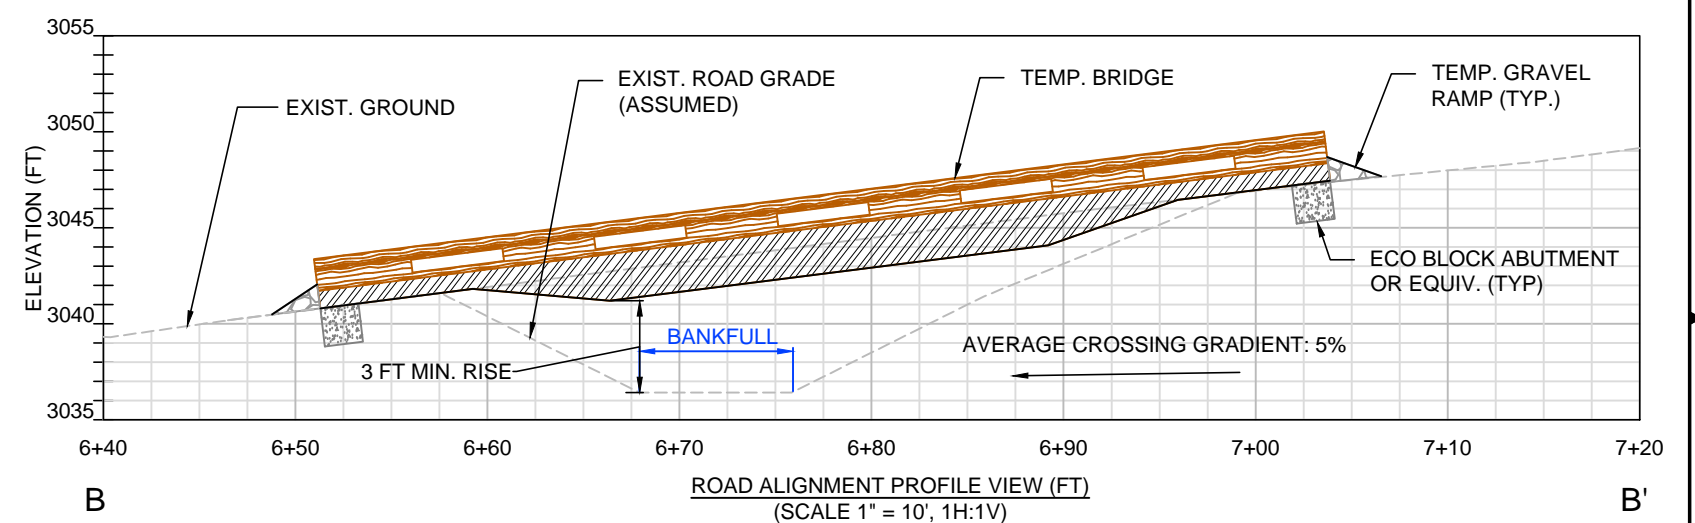 3055
3050
3045
3040
3035
ELEVATION (FT)
EXIST. GROUND
EXIST. ROAD GRADE
(ASSUMED)
TEMP. BRIDGE
TEMP. GRAVEL
RAMP (TYP.)
ECO BLOCK ABUTMENT
OR EQUIV. (TYP)
BANKFULL
3 FT MIN. RISE
AVERAGE CROSSING GRADIENT: 5%
6+40 6+50 6+60 6+70 6+80 6+90 7+00 7+10 7+20
B
ROAD ALIGNMENT PROFILE VIEW (FT)
(SCALE 1" = 10', 1H:1V)
B'